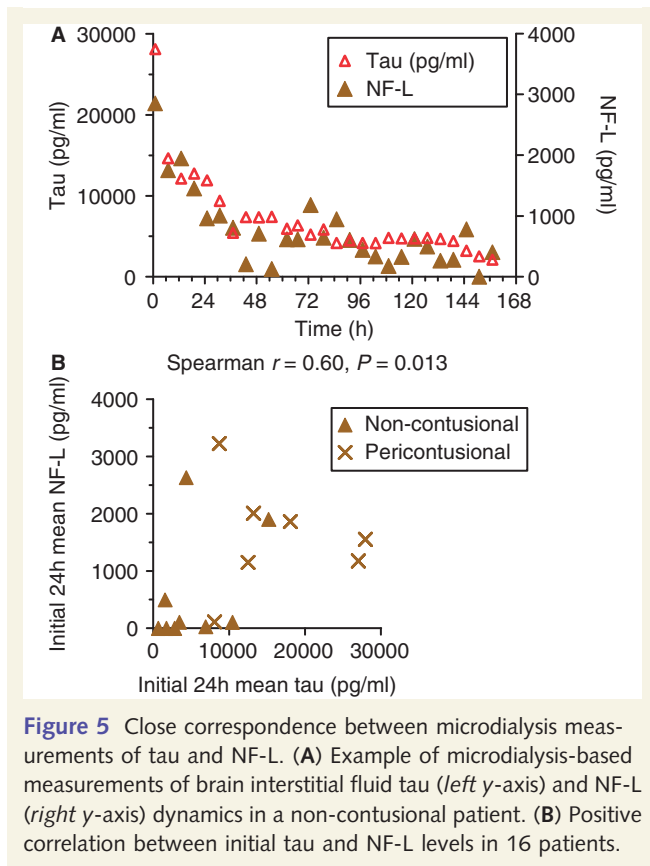 A
30000
20000
10000
0
Tau (pg/ml)
4000
3000
2000
1000
0
NF-L (pg/ml)
Tau (pg/ml)
NF-L
0 24 48 72 96 120 144 168
Time (h)
B
Spearman r = 0.60, P = 0.013
4000
3000
2000
1000
0
Initial 24h mean NF-L (pg/ml)
Non-contusional
Pericontusional
0 10000 20000 30000
Initial 24h mean tau (pg/ml)
Figure 5 Close correspondence between microdialysis meas-
urements of tau and NF-L. (A) Example of microdialysis-based
measurements of brain interstitial fluid tau (left y-axis) and NF-L
(right y-axis) dynamics in a non-contusional patient. (B) Positive
correlation between initial tau and NF-L levels in 16 patients.